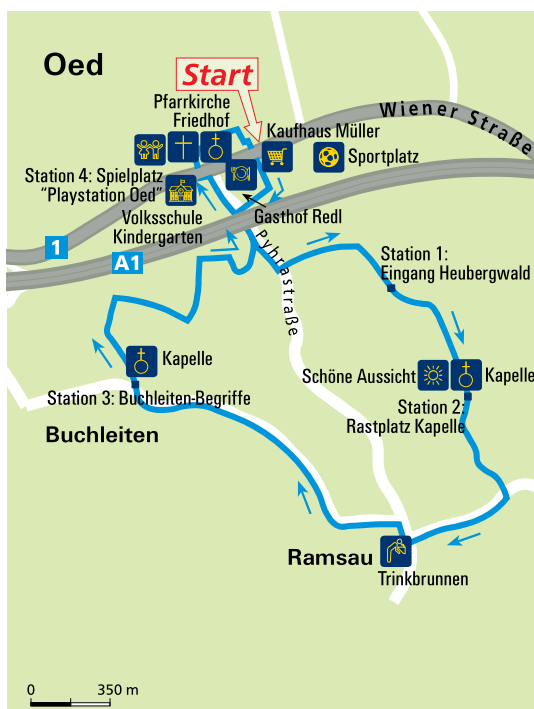 Oed
Start
Wiener Straße
Pfarrkirche
Friedhof
Kaufhaus Müller
Sportplatz
Station 4: Spielplatz
"Playstation Oed"
Volksschule
Kindergarten
Gasthof Redl
1
A1
Pyhrastraße
Station 1:
Eingang Heubergwald
Kapelle
Schöne Aussicht
Kapelle
Station 3: Buchleiten-Begriffe
Station 2:
Rastplatz Kapelle
Buchleiten
Ramsau
Trinkbrunnen
0
350 m